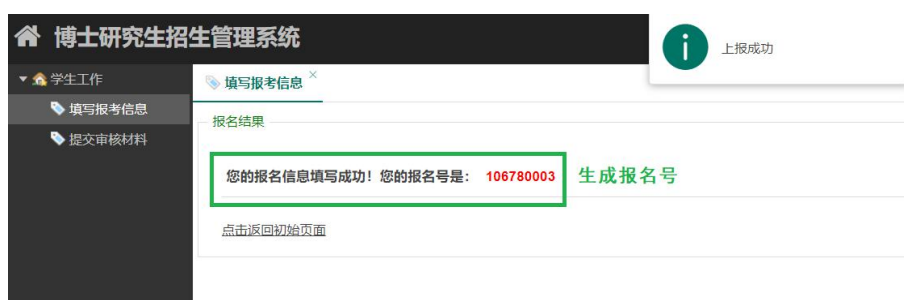 博士研究生招生管理系统
上报成功
学生工作
填写报考信息
提交审核材料
填写报考信息 ×
报名结果
您的报名信息填写成功！您的报名号是： 106780003
生成报名号
点击返回初始页面